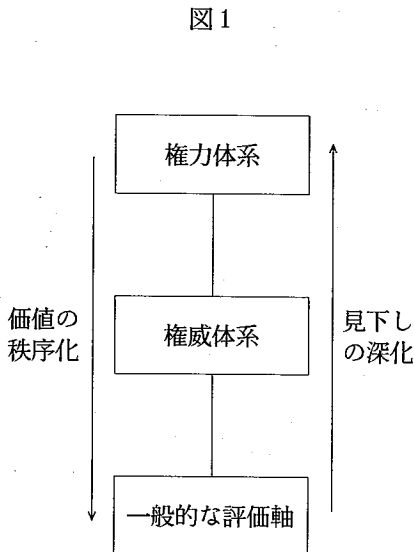 図1
権力体系
価値の
秩序化
権威体系
見下し
の深化
一般的な評価軸